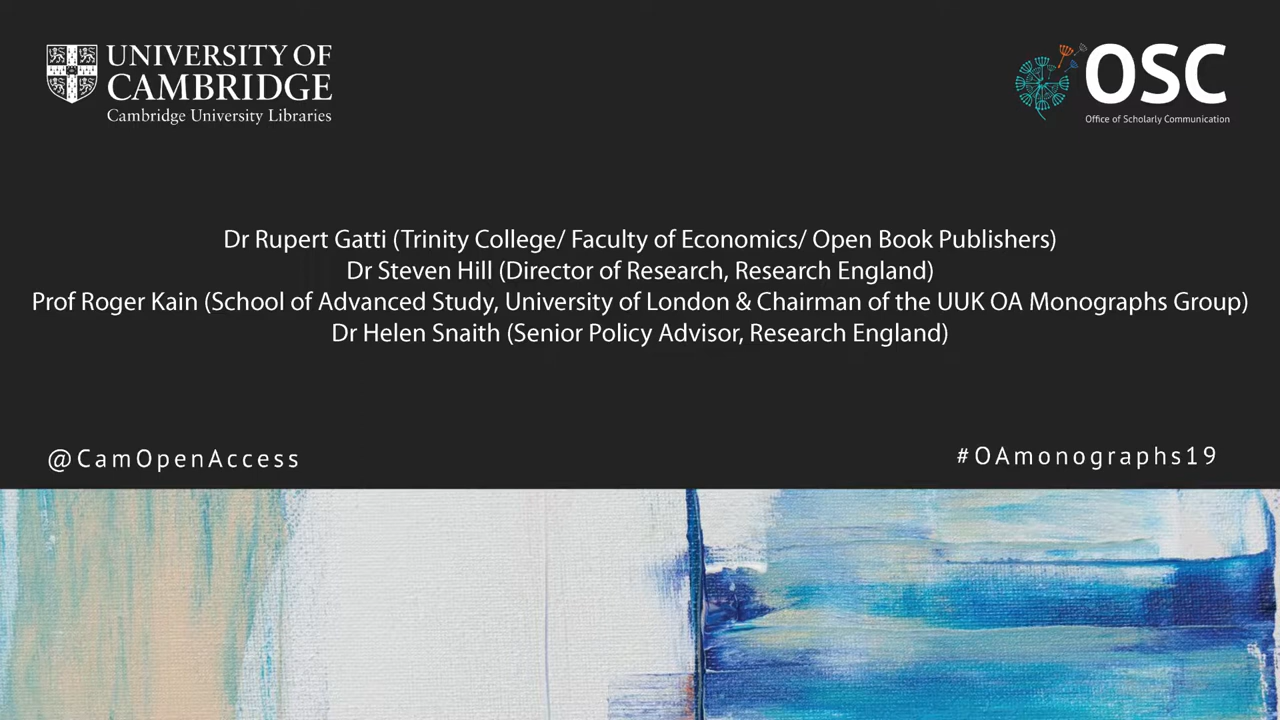 UNIVERSITY OF
CAMBRIDGE
Cambridge University Libraries
OSC
Office of Scholarly Communication
Dr Rupert Gatti (Trinity College/ Faculty of Economics/ Open Book Publishers)
Dr Steven Hill (Director of Research, Research England)
Prof Roger Kain (School of Advanced Study, University of London & Chairman of the UUK OA Monographs Group)
Dr Helen Snaith (Senior Policy Advisor, Research England)
@CamOpenAccess
#OAmonographs19